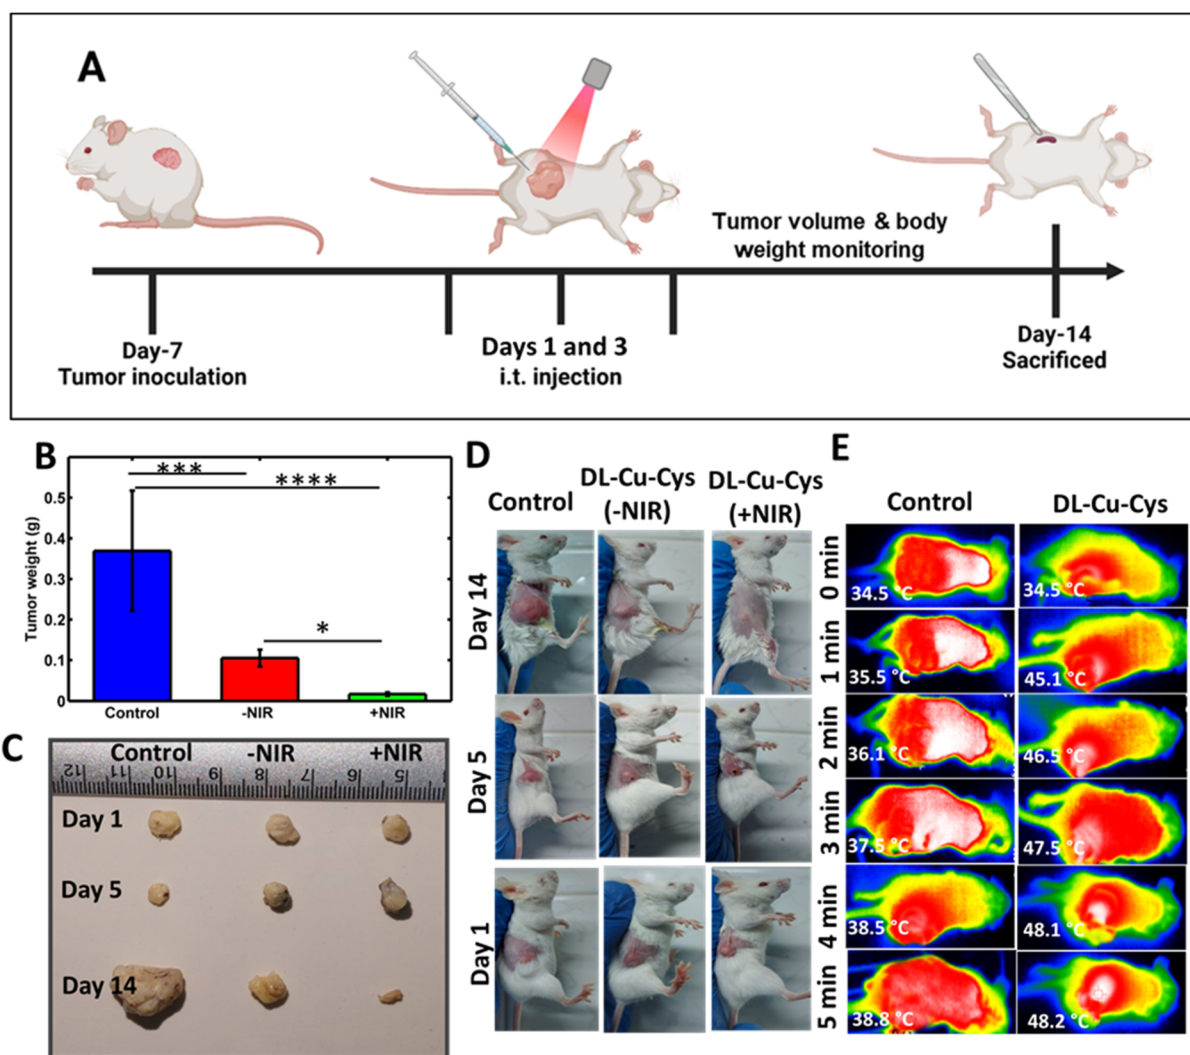 A
Tumor volume & body
weight monitoring
Day-7
Tumor inoculation
Days 1 and 3
i.t. injection
Day-14
Sacrificed
B
***
****
*
Tumor weight (g)
0.5
0.4
0.3
0.2
0.1
0
Control
-NIR
+NIR
C
Control
-NIR
+NIR
12
11
10
9
8
7
6
5
Day 1
Day 5
Day 14
D
Control
DL-Cu-Cys
(-NIR)
DL-Cu-Cys
(+NIR)
Day 14
Day 5
Day 1
E
Control
DL-Cu-Cys
0 min
34.5 °C
34.5 °C
1 min
35.5 °C
45.1 °C
2 min
36.1 °C
46.5 °C
3 min
37.5 °C
47.5 °C
4 min
38.5 °C
48.1 °C
5 min
38.8 °C
48.2 °C